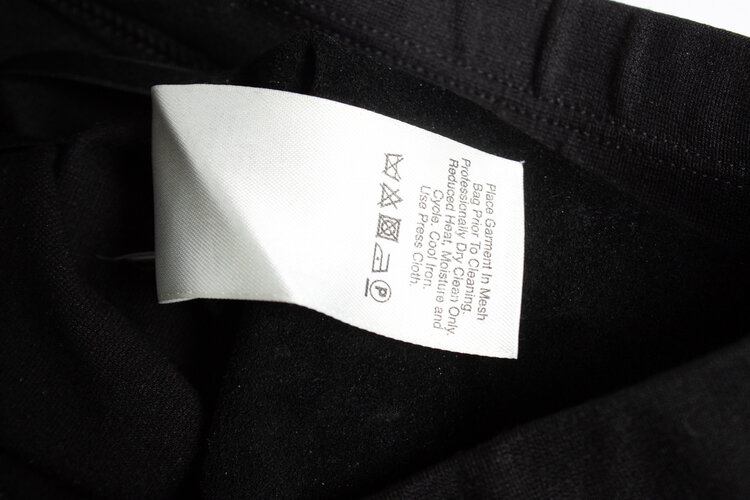 Place Garment In Mesh
Bag Prior To Cleaning.
Professionally Dry Clean Only.
Reduced Heat, Moisture and
Cycle. Cool Iron.
Use Press Cloth.
P